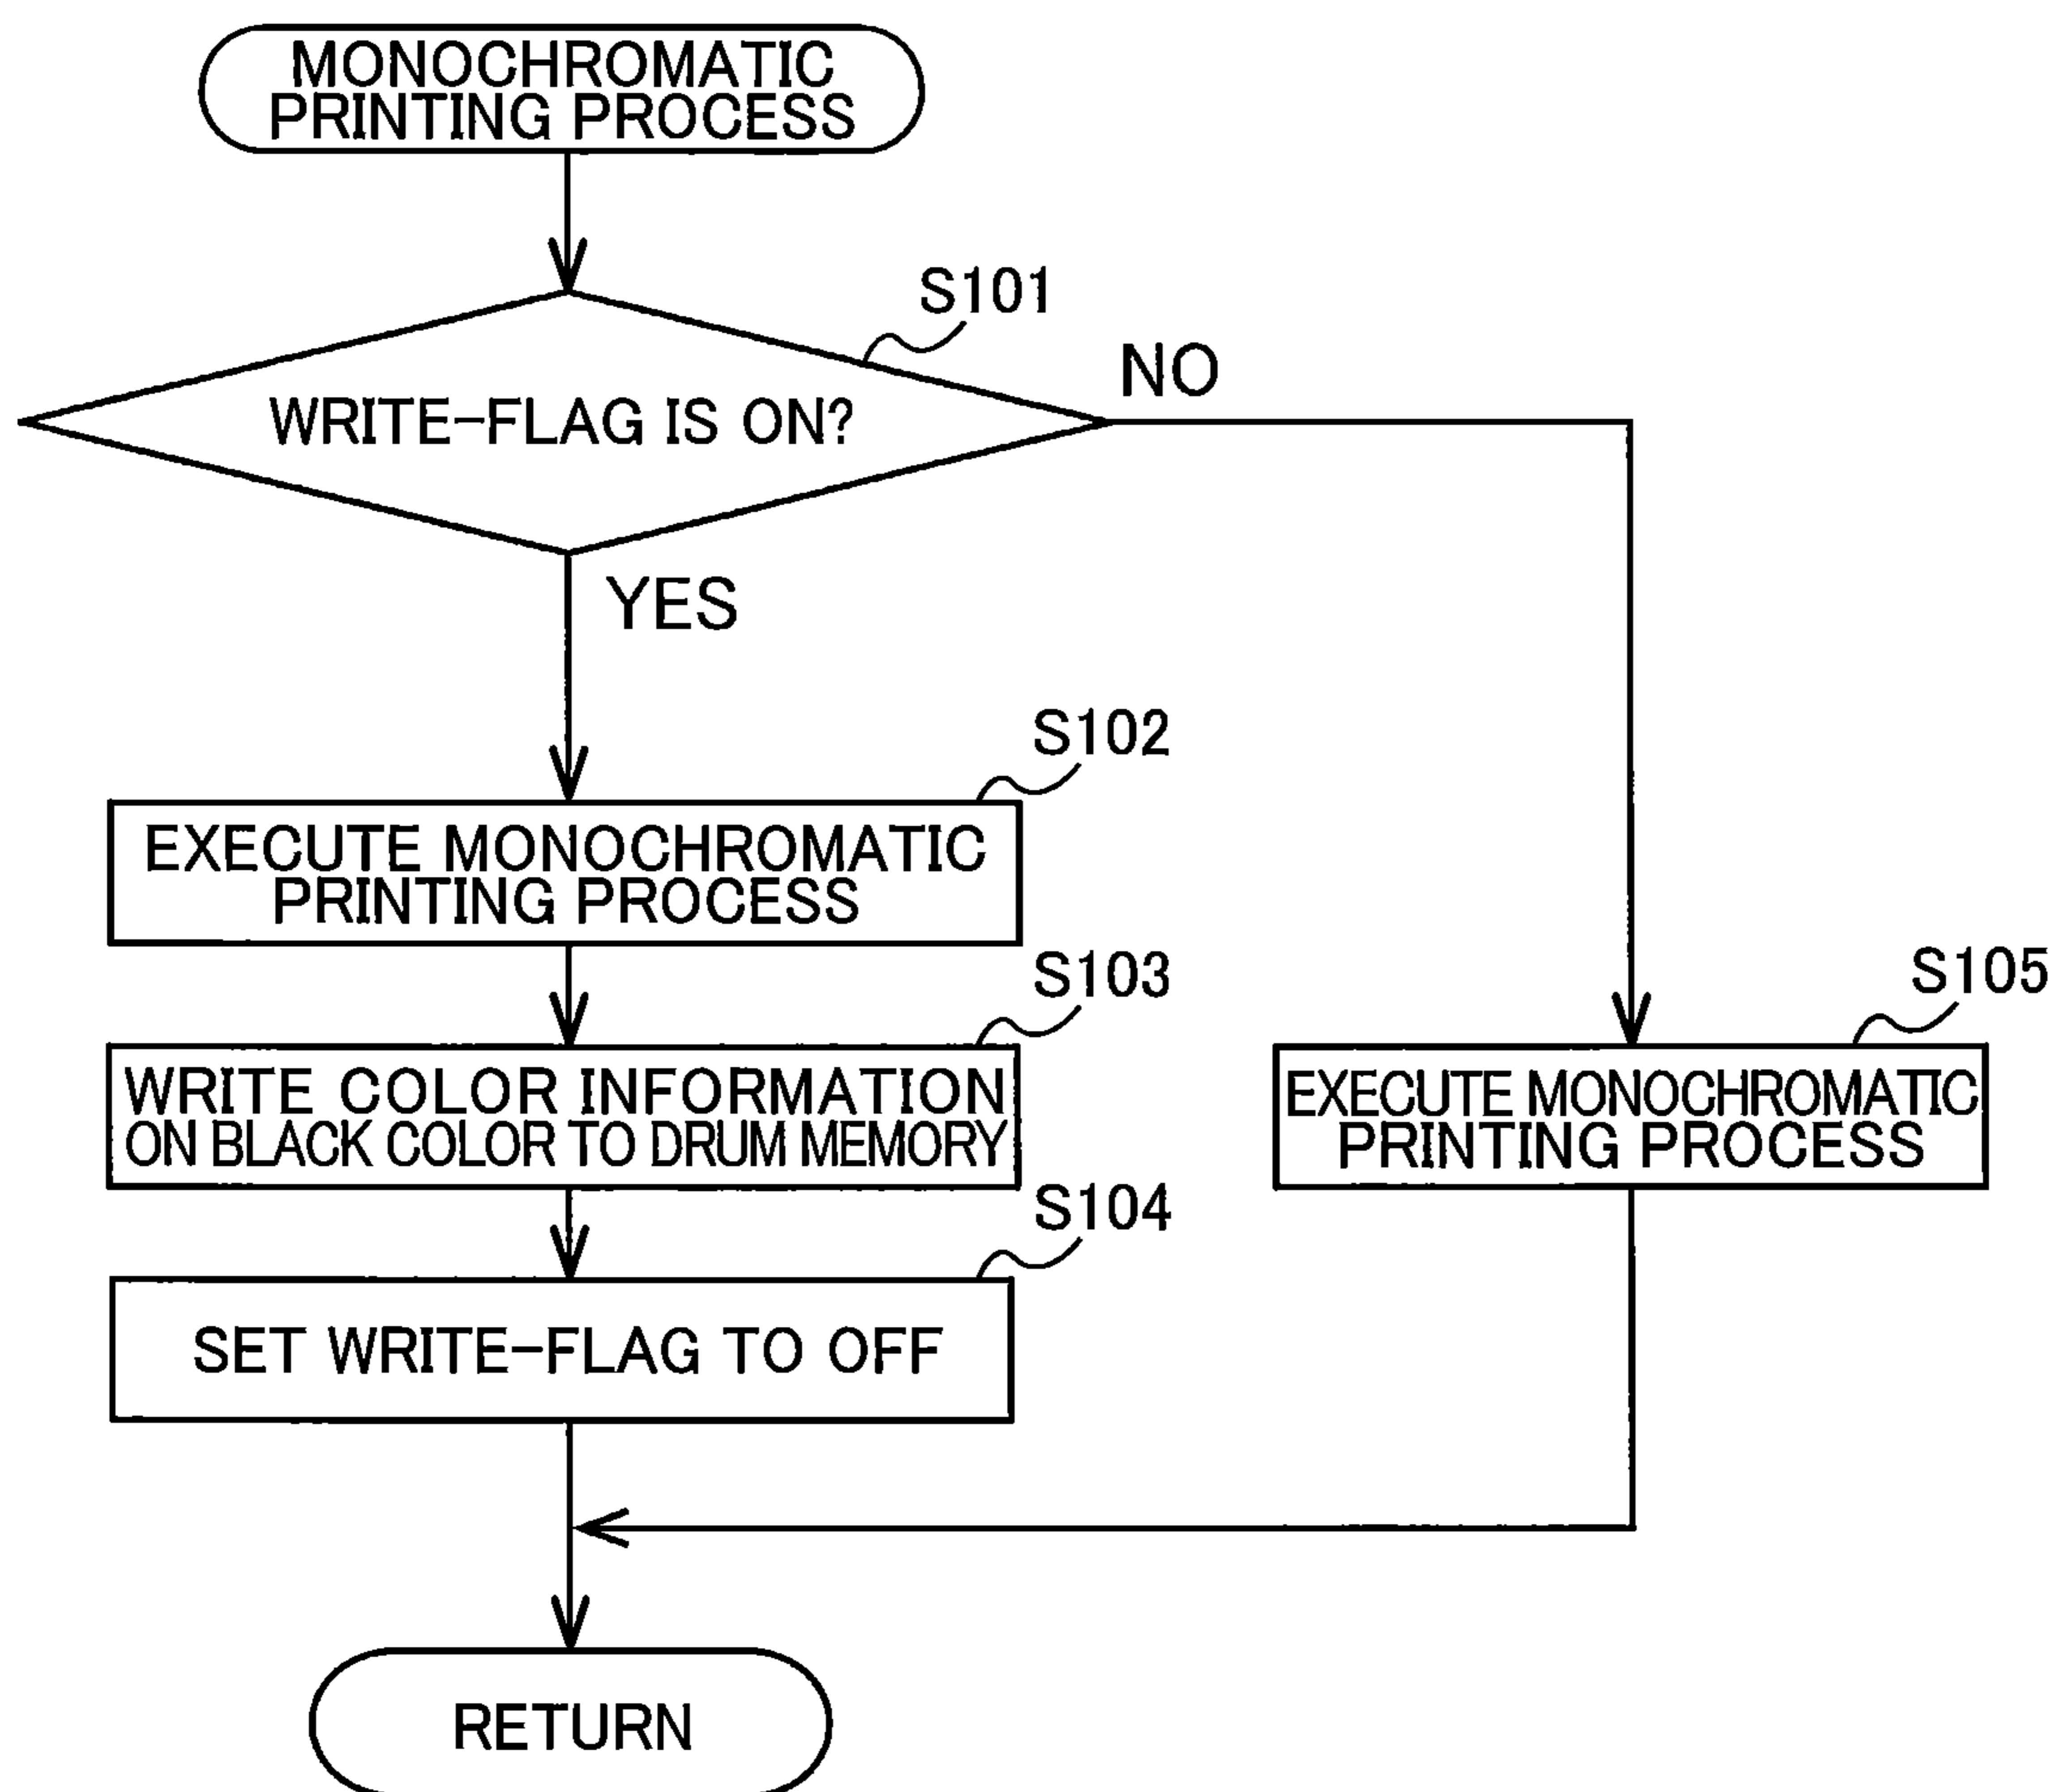 MONOCHROMATIC
PRINTING PROCESS
S101
WRITE-FLAG IS ON?
NO
YES
S102
EXECUTE MONOCHROMATIC
PRINTING PROCESS
S103
WRITE COLOR INFORMATION
ON BLACK COLOR TO DRUM MEMORY
S105
EXECUTE MONOCHROMATIC
PRINTING PROCESS
S104
SET WRITE-FLAG TO OFF
RETURN